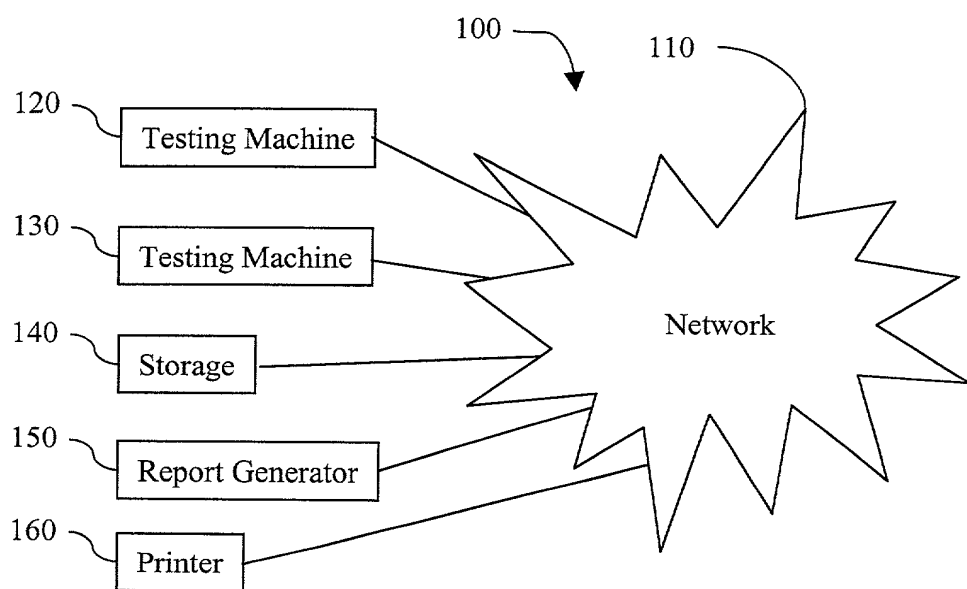 100
110
120
Testing Machine
130
Testing Machine
Network
140
Storage
150
Report Generator
160
Printer